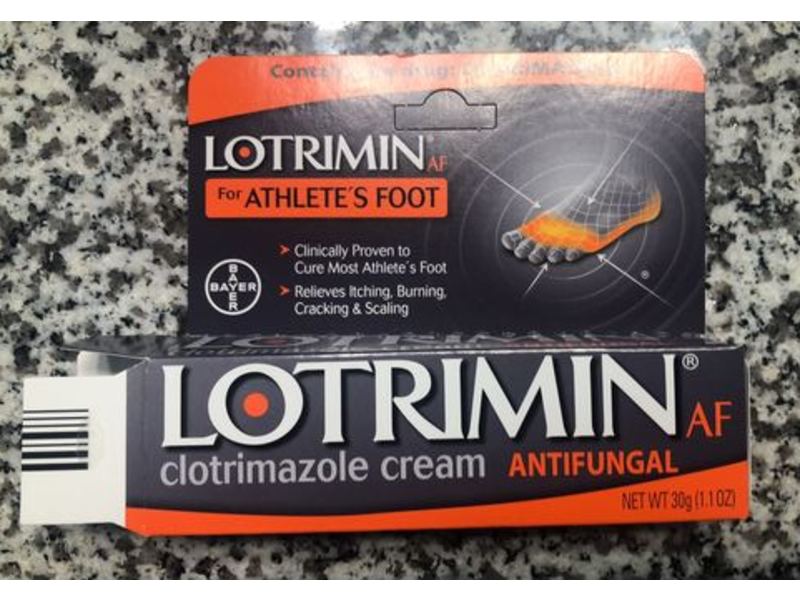 LOTRIMIN AF
For ATHLETE'S FOOT
➤ Clinically Proven to
Cure Most Athlete's Foot
➤ Relieves Itching, Burning,
Cracking & Scaling
BAYER
BAYER
®
LOTRIMIN® AF
clotrimazole cream ANTIFUNGAL
NET WT 30g (1.1 OZ)